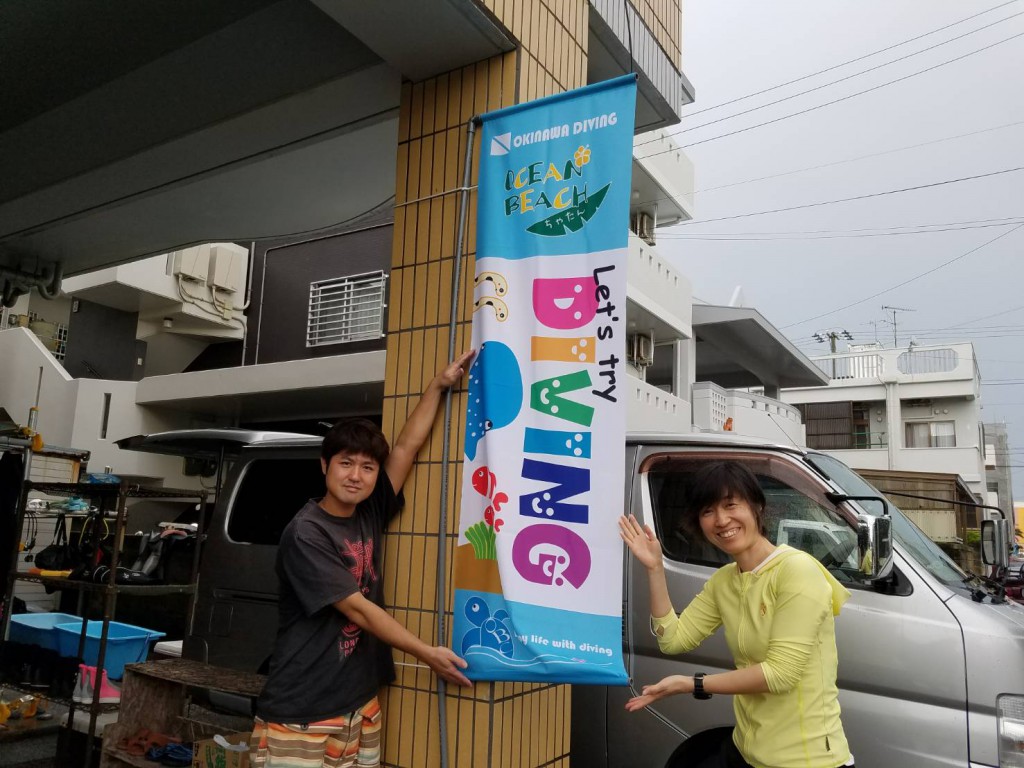 OKINAWA DIVING
OCEAN
BEACH
ちゃたん
Let's try
DIVING
my life with diving